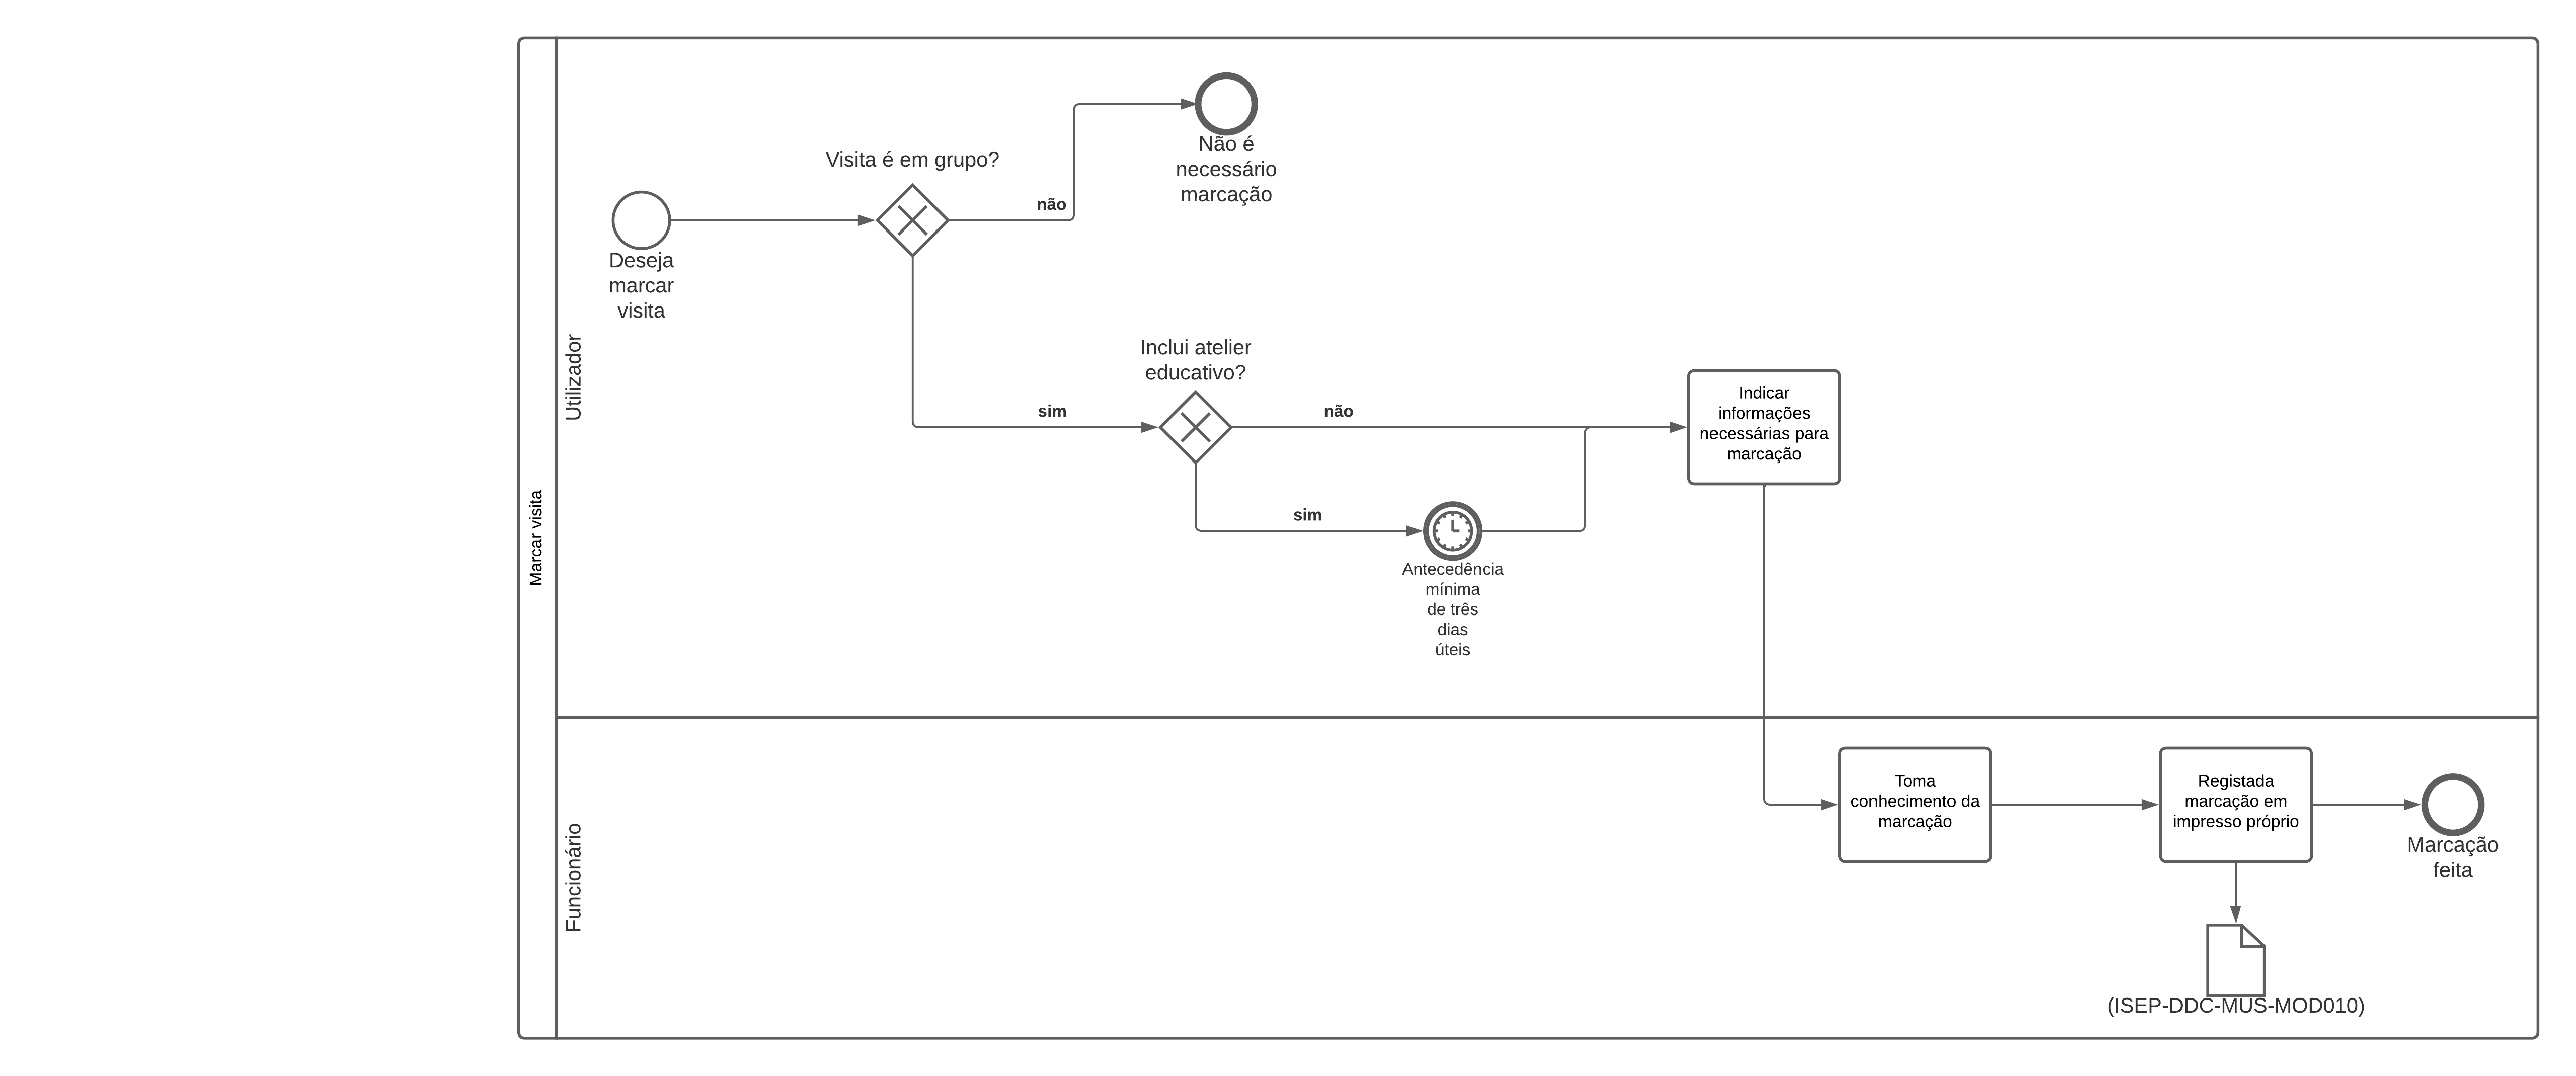 Marcar visita
Utilizador
Deseja
marcar
visita
Visita é em grupo?
não
Não é
necessário
marcação
sim
Inclui atelier
educativo?
não
sim
Antecedência
mínima
de três
dias
úteis
Indicar
informações
necessárias para
marcação
Funcionário
Toma
conhecimento da
marcação
Registada
marcação em
impresso próprio
Marcação
feita
(ISEP-DDC-MUS-MOD010)